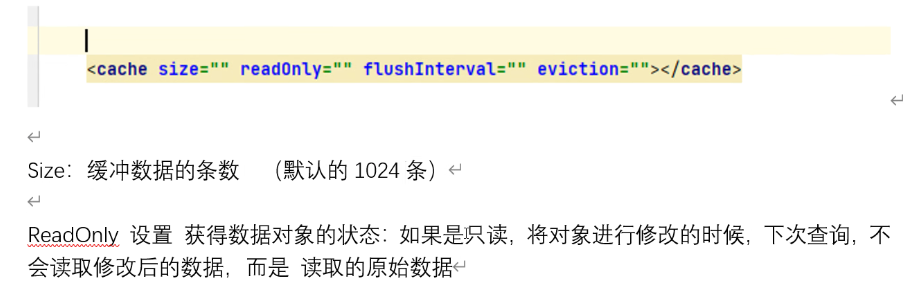 <cache size="" readOnly="" flushInterval="" eviction=""></cache>
Size：缓冲数据的条数 （默认的 1024 条）
ReadOnly 设置 获得数据对象的状态：如果是只读，将对象进行修改的时候，下次查询，不
会读取修改后的数据，而是 读取的原始数据